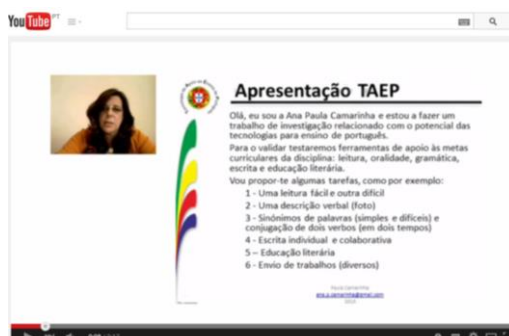 YouTube PT
Apresentação TAEP
Olá, eu sou a Ana Paula Camarinha e estou a fazer um
trabalho de investigação relacionado com o potencial das
tecnologias para ensino de português.
Para o validar testaremos ferramentas de apoio às metas
curriculares da disciplina: leitura, oralidade, gramática,
escrita e educação literária.
Vou propor-te algumas tarefas, como por exemplo:
1 - Uma leitura fácil e outra difícil
2 - Uma descrição verbal (foto)
3 - Sinónimos de palavras (simples e difíceis) e
conjugação de dois verbos (em dois tempos)
4 - Escrita individual e colaborativa
5 – Educação literária
6 - Envio de trabalhos (diversos)
Paula Camarinha